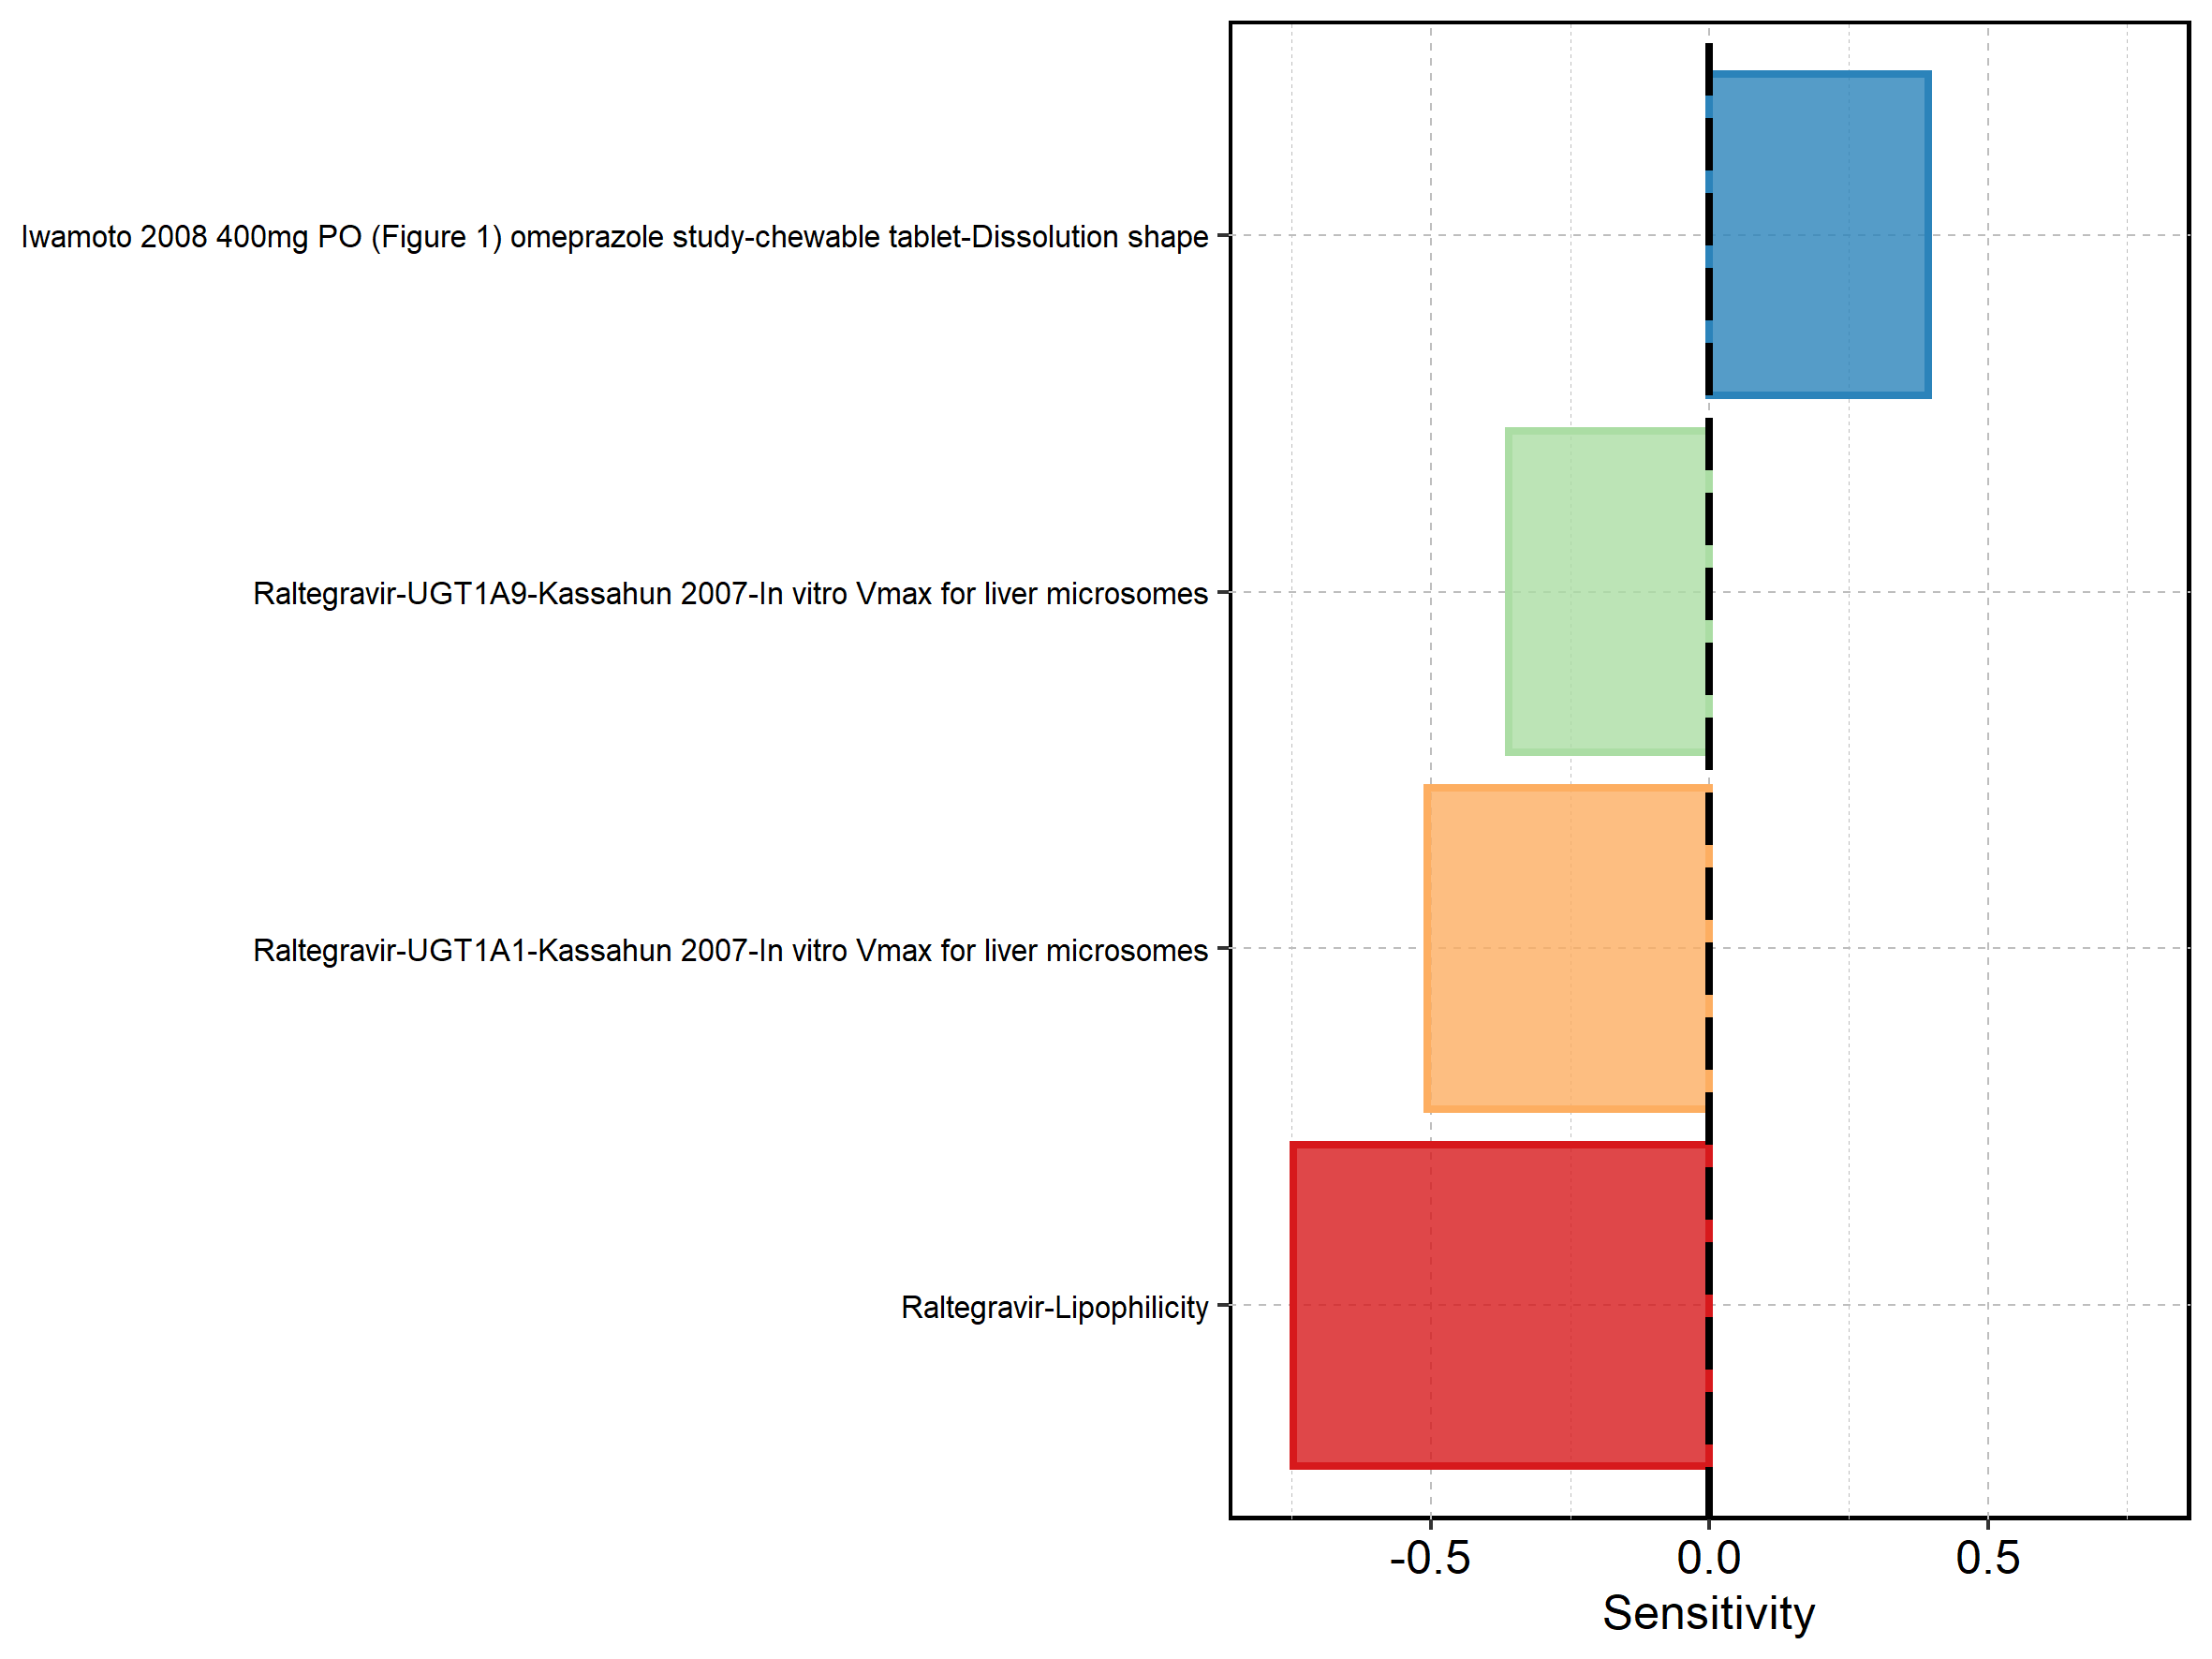 Iwamoto 2008 400mg PO (Figure 1) omeprazole study-chewable tablet-Dissolution shape
Raltegravir-UGT1A9-Kassahun 2007-In vitro Vmax for liver microsomes
Raltegravir-UGT1A1-Kassahun 2007-In vitro Vmax for liver microsomes
Raltegravir-Lipophilicity
-0.5 0.0 0.5
Sensitivity